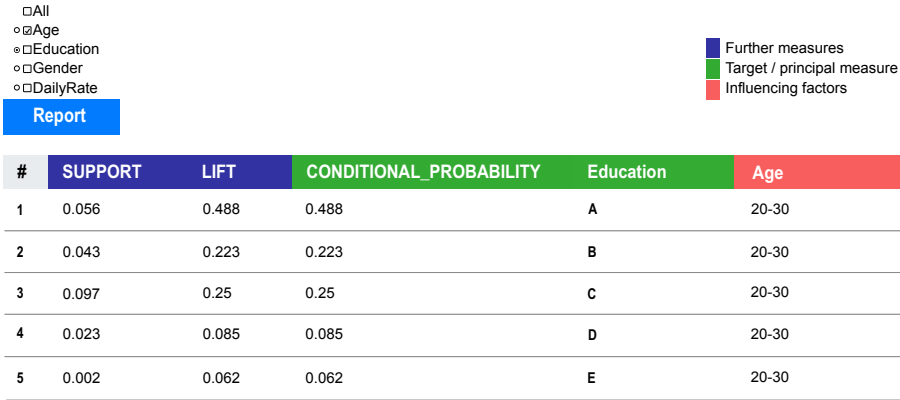 All
Age
Education
Gender
DailyRate
Report
Further measures
Target / principal measure
Influencing factors
# SUPPORT LIFT CONDITIONAL_PROBABILITY Education Age
1 0.056 0.488 0.488 A 20-30
2 0.043 0.223 0.223 B 20-30
3 0.097 0.25 0.25 C 20-30
4 0.023 0.085 0.085 D 20-30
5 0.002 0.062 0.062 E 20-30